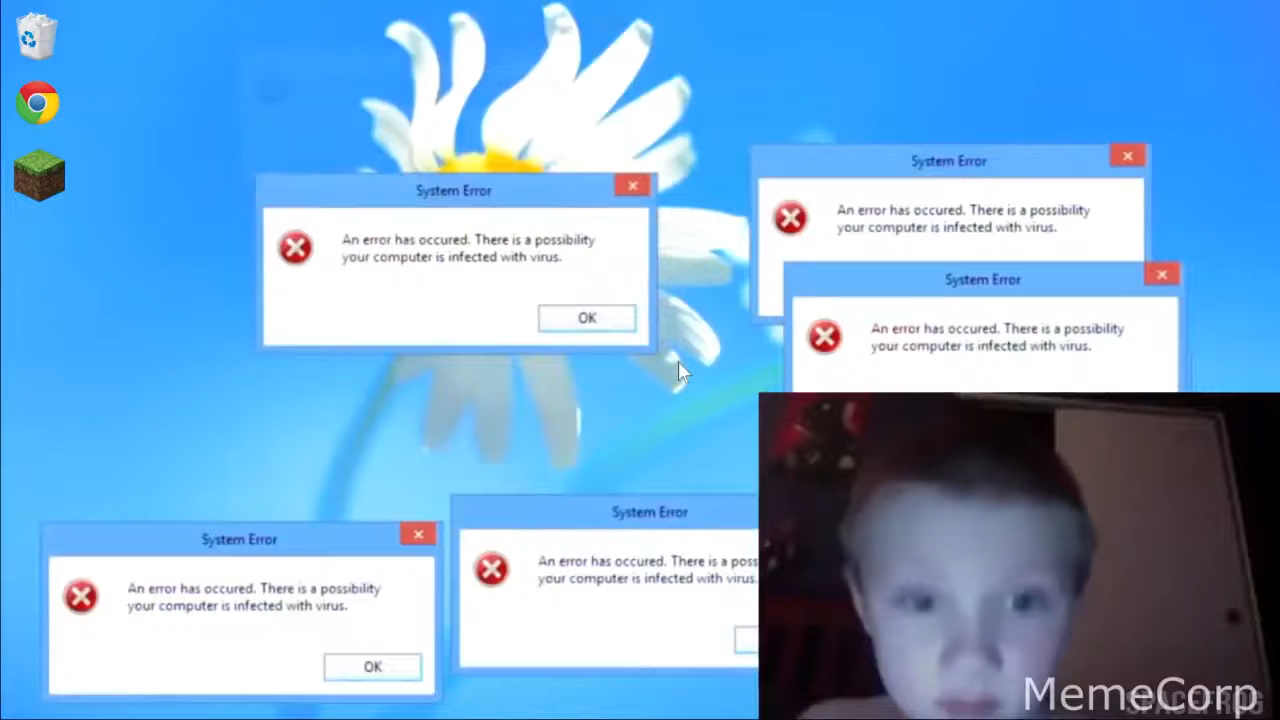 System Error
An error has occured. There is a possibility
your computer is infected with virus.
OK
System Error
An error has occured. There is a possibility
your computer is infected with virus.
System Error
An error has occured. There is a possibility
your computer is infected with virus.
System Error
An error has occured. There is a possibility
your computer is infected with virus.
OK
System Error
An error has occured. There is a poss
your computer is infected with virus.
MemeCorp
SPACEFROG